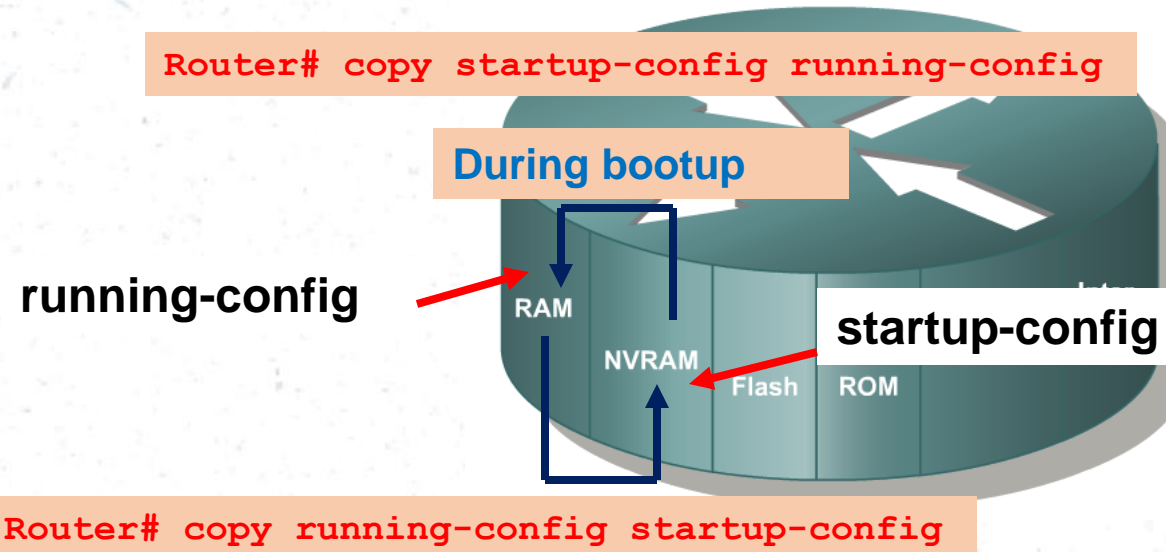 Router# copy startup-config running-config
During bootup
running-config
RAM
startup-config
NVRAM
Flash
ROM
Router# copy running-config startup-config